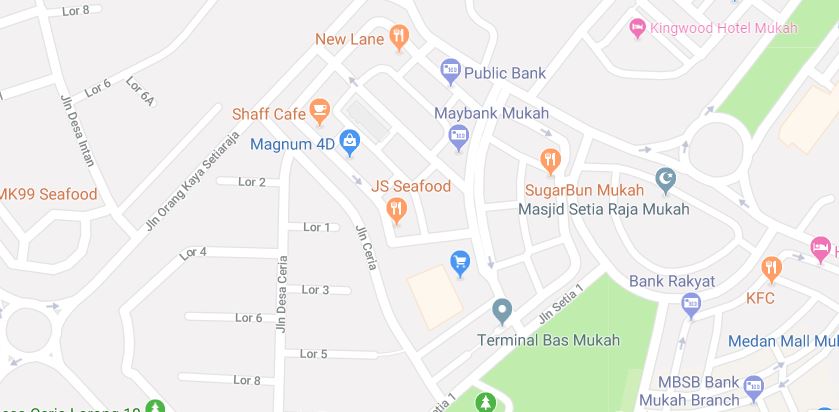 Lor 8
New Lane
Kingwood Hotel Mukah
Public Bank
Lor 6
Lor 6A
Jln Desa Intan
Shaff Cafe
Maybank Mukah
Magnum 4D
Jln Orang Kaya Setiaraja
MK99 Seafood
Lor 2
JS Seafood
SugarBun Mukah
Masjid Setia Raja Mukah
Lor 1
Jln Ceria
Lor 4
Jln Desa Ceria
Lor 3
Bank Rakyat
KFC
Jln Setia 1
Lor 6
Terminal Bas Mukah
Medan Mall Mu
Lor 5
Lor 8
MBSB Bank
Mukah Branch